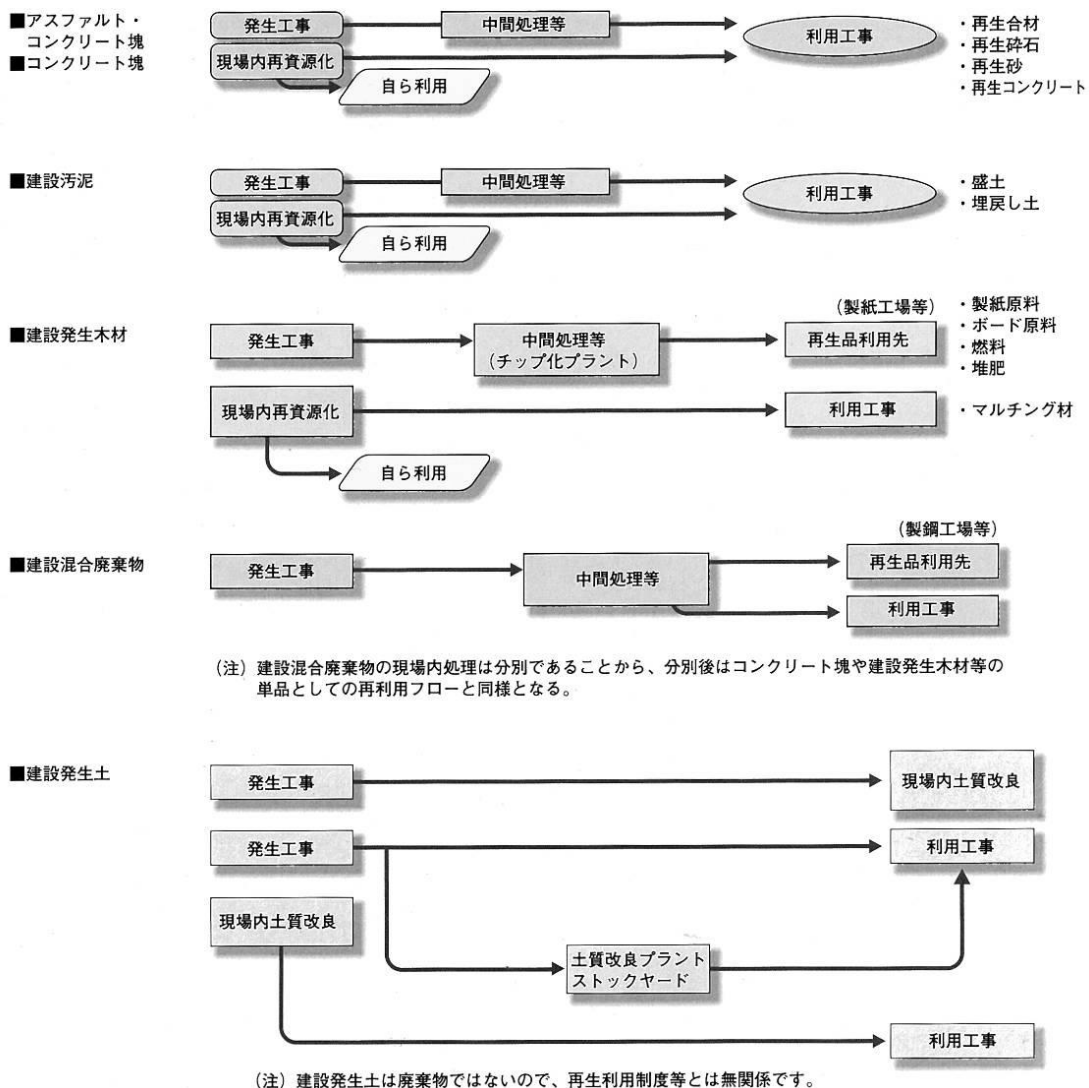 ■アスファルト・
コンクリート塊
■コンクリート塊
発生工事
中間処理等
利用工事
現場内再資源化
自ら利用
・再生合材
・再生砕石
・再生砂
・再生コンクリート
■建設汚泥
発生工事
中間処理等
利用工事
現場内再資源化
自ら利用
・盛土
・埋戻し土
■建設発生木材
発生工事
中間処理等
（チップ化プラント）
（製紙工場等）
再生品利用先
・製紙原料
・ボード原料
・燃料
・堆肥
現場内再資源化
利用工事
・マルチング材
自ら利用
■建設混合廃棄物
発生工事
中間処理等
（製鋼工場等）
再生品利用先
利用工事
（注）建設混合廃棄物の現場内処理は分別であることから、分別後はコンクリート塊や建設発生木材等の
単品としての再利用フローと同様となる。
■建設発生土
発生工事
現場内土質改良
発生工事
利用工事
現場内土質改良
土質改良プラント
ストックヤード
利用工事
（注）建設発生土は廃棄物ではないので、再生利用制度等とは無関係です。